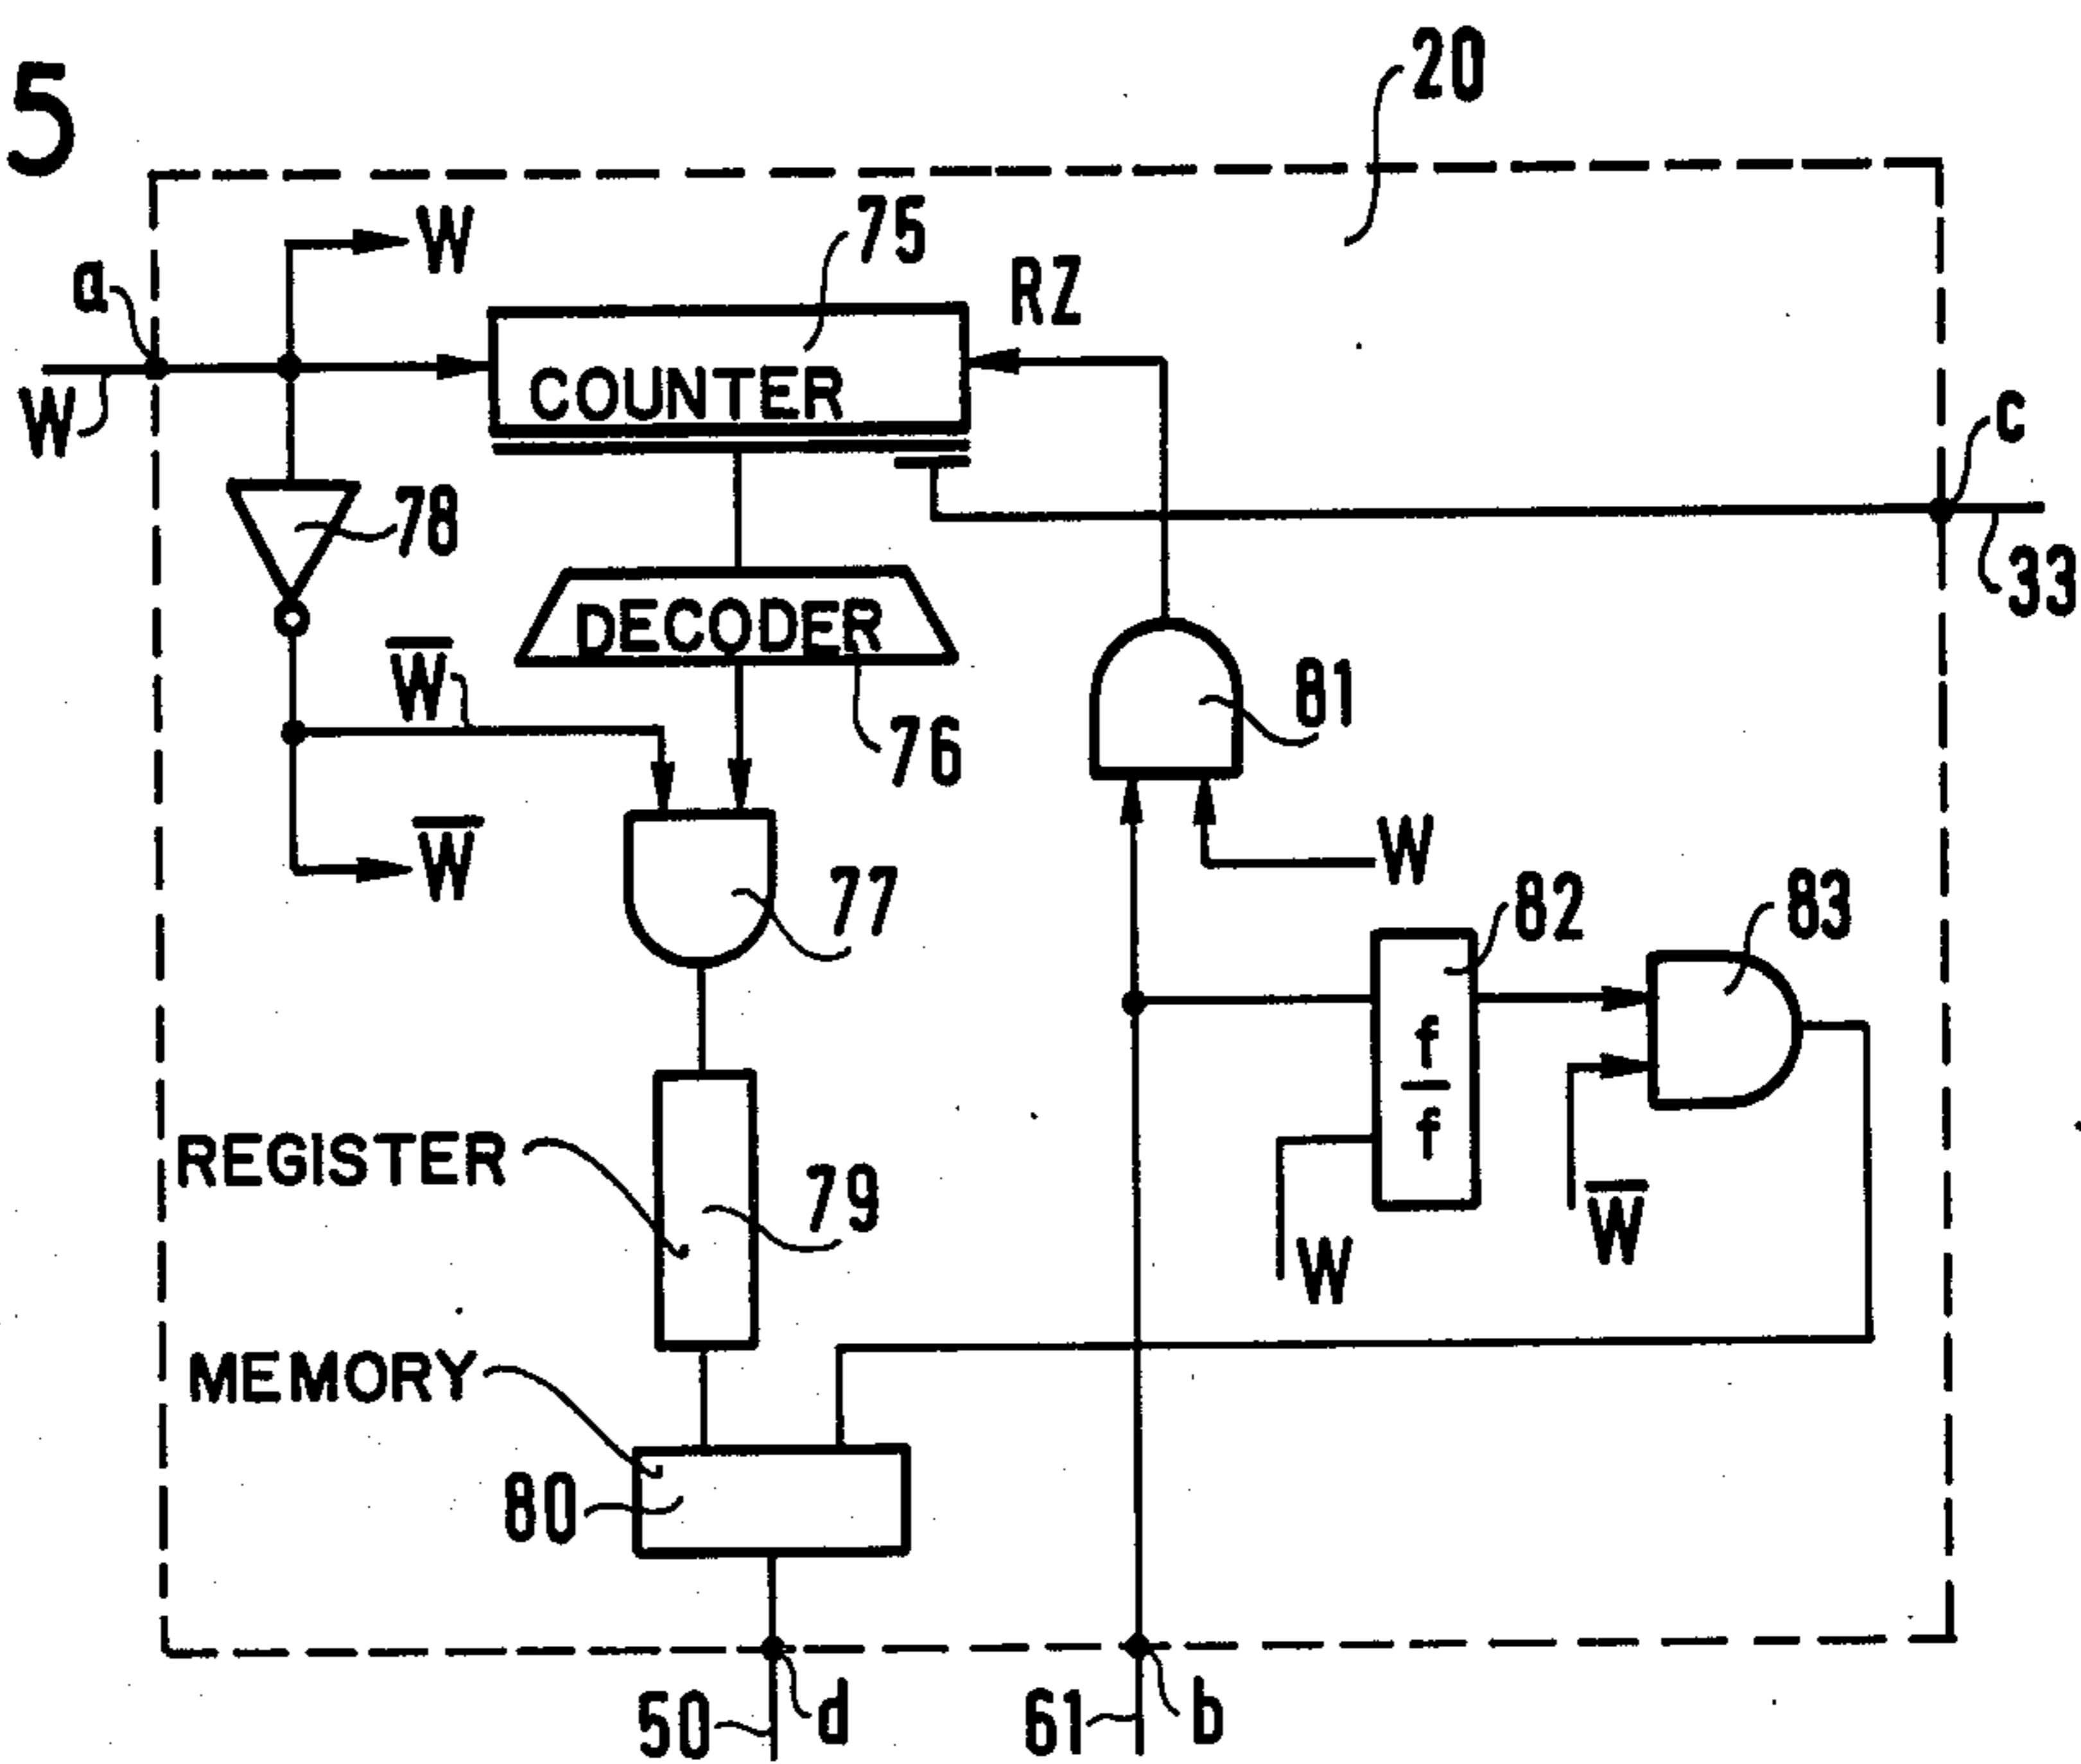 5
20
W
75
a
RZ
W
COUNTER
C
78
33
DECODER
W̅
76
81
W
W̅
77
82
83
f
f
REGISTER
79
W
W̅
MEMORY
80
50
d
61
b